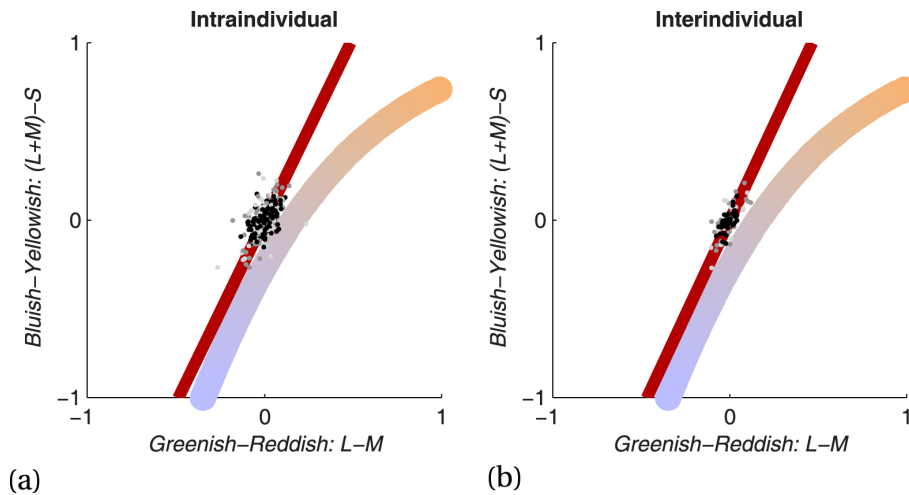 Intraindividual
1
0
−1
−1
0
1
Bluish−Yellowish: (L+M)−S
Greenish−Reddish: L−M
(a)
Interindividual
1
0
−1
−1
0
1
Bluish−Yellowish: (L+M)−S
Greenish−Reddish: L−M
(b)